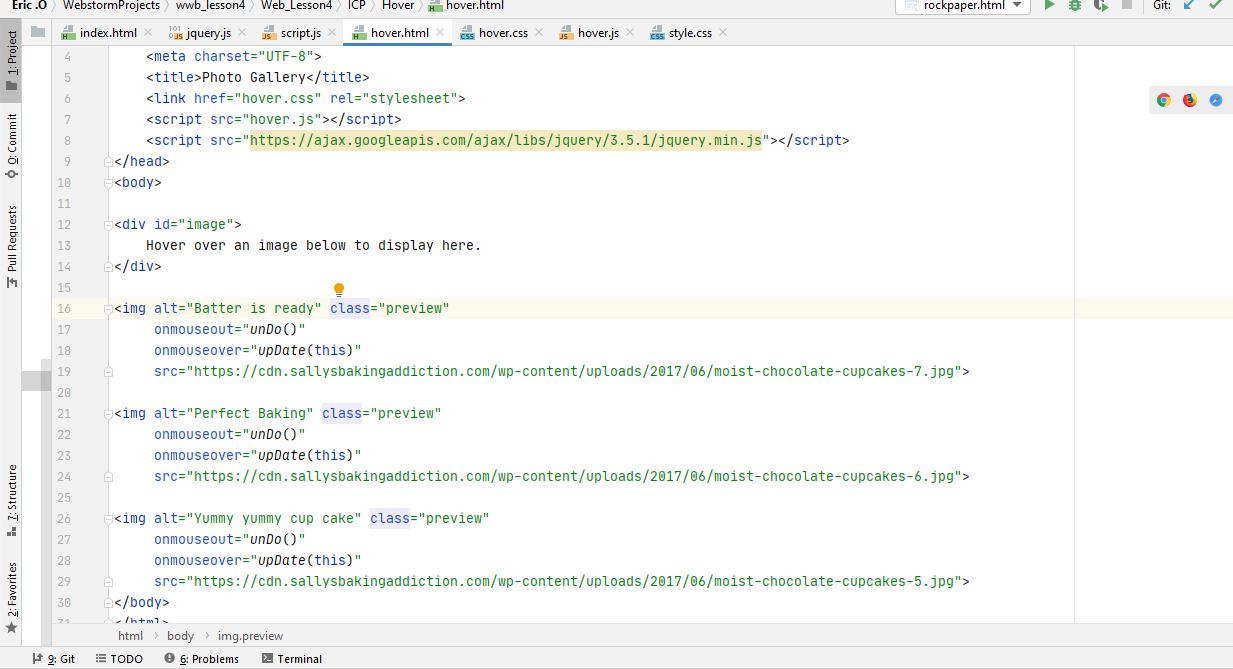 Eric .O WebstormProjects wwb_lesson4 Web_Lesson4 ICP Hover hover.html rockpaper.html Git:
index.html jquery.js script.js hover.html hover.css hover.js style.css
1: Project
0: Commit
Pull Requests
7: Structure
2: Favorites
4 <meta charset="UTF-8">
5 <title>Photo Gallery</title>
6 <link href="hover.css" rel="stylesheet">
7 <script src="hover.js"></script>
8 <script src="https://ajax.googleapis.com/ajax/libs/jquery/3.5.1/jquery.min.js"></script>
9 </head>
10 <body>
11
12 <div id="image">
13 Hover over an image below to display here.
14 </div>
15
16 <img alt="Batter is ready" class="preview"
17 onmouseout="unDo()"
18 onmouseover="upDate(this)"
19 src="https://cdn.sallysbakingaddiction.com/wp-content/uploads/2017/06/moist-chocolate-cupcakes-7.jpg">
20
21 <img alt="Perfect Baking" class="preview"
22 onmouseout="unDo()"
23 onmouseover="upDate(this)"
24 src="https://cdn.sallysbakingaddiction.com/wp-content/uploads/2017/06/moist-chocolate-cupcakes-6.jpg">
25
26 <img alt="Yummy yummy cup cake" class="preview"
27 onmouseout="unDo()"
28 onmouseover="upDate(this)"
29 src="https://cdn.sallysbakingaddiction.com/wp-content/uploads/2017/06/moist-chocolate-cupcakes-5.jpg">
30 </body>
31 </html>
html body img.preview
9: Git TODO 6: Problems Terminal